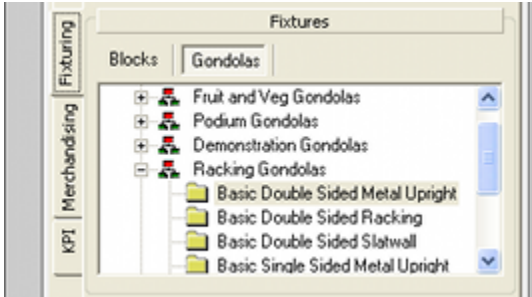 Fixtures
Blocks Gondolas
Fruit and Veg Gondolas
Podium Gondolas
Demonstration Gondolas
Racking Gondolas
Basic Double Sided Metal Upright
Basic Double Sided Racking
Basic Double Sided Slatwall
Basic Single Sided Metal Upright
Fixturing
Merchandising
KPI